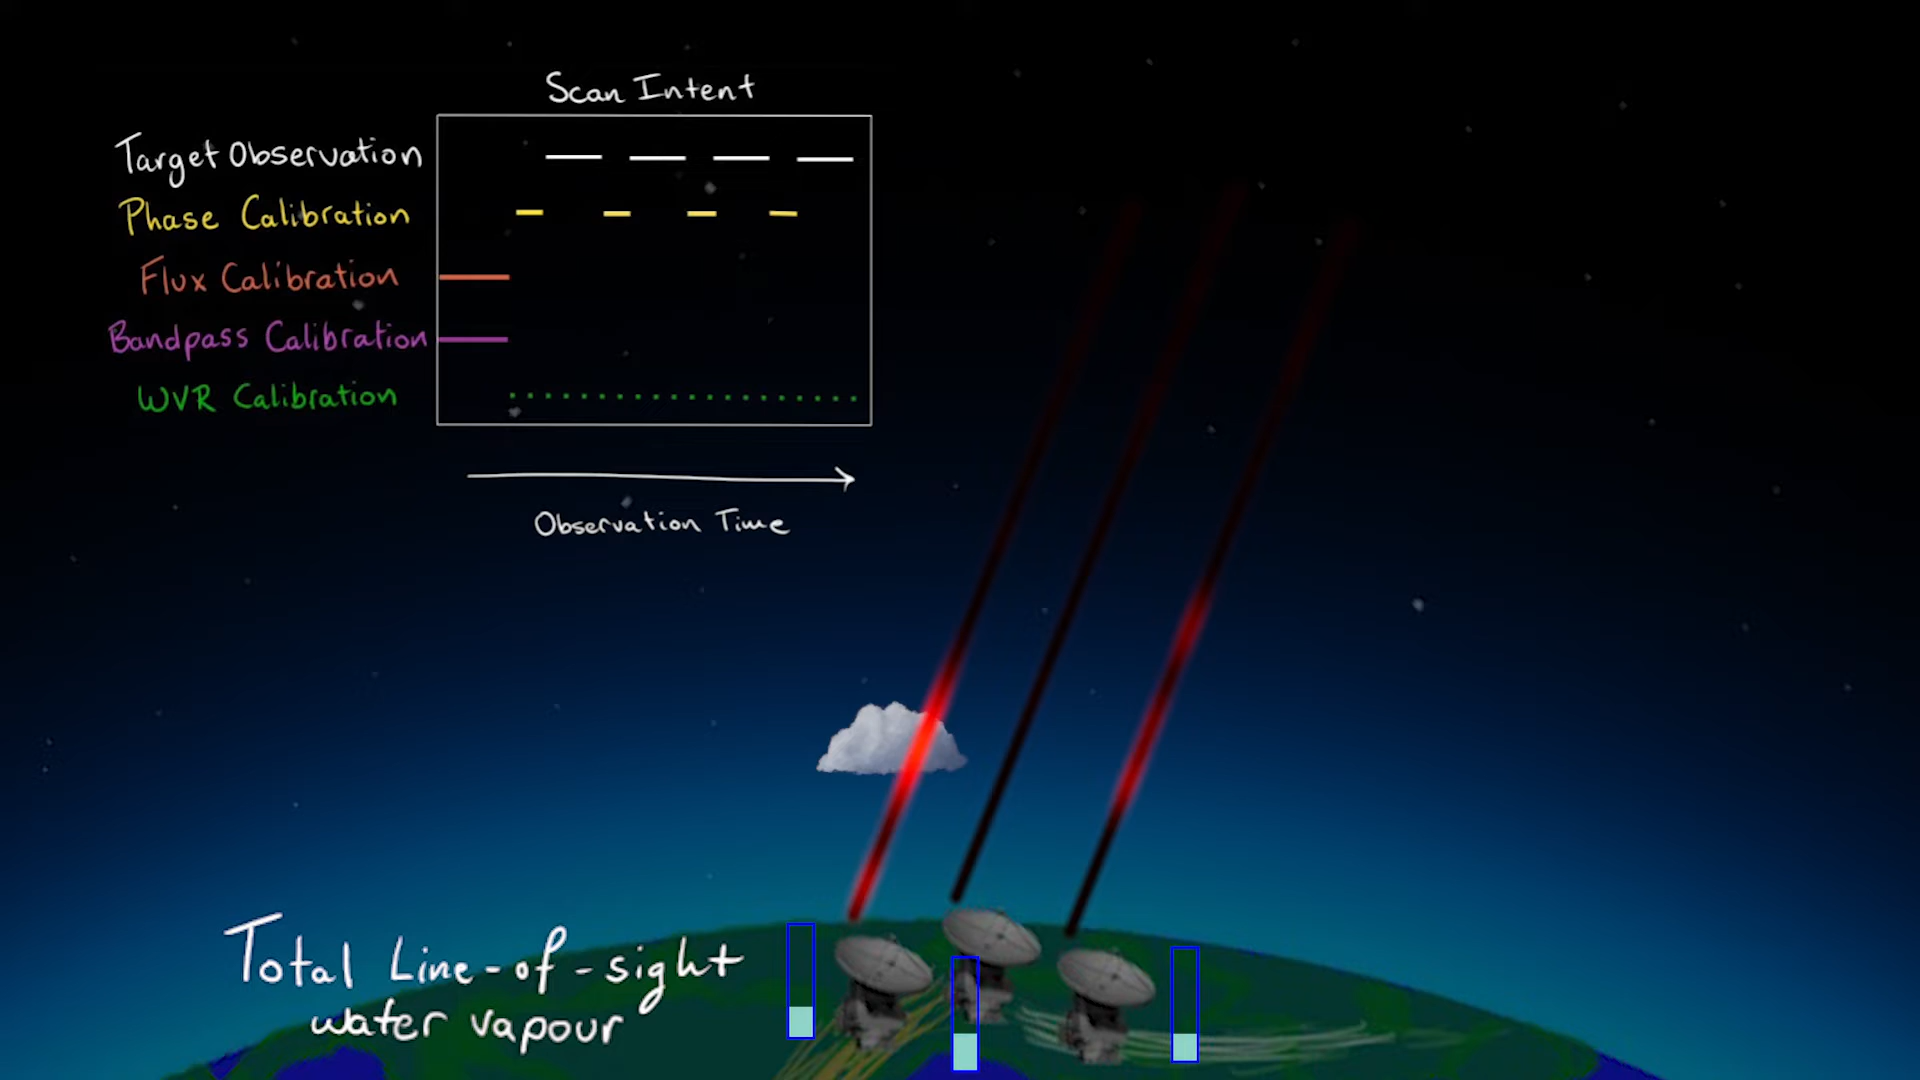 Scan Intent
Target Observation
Phase Calibration
Flux Calibration
Bandpass Calibration
WVR Calibration
Observation Time
Total Line-of-sight
water vapour